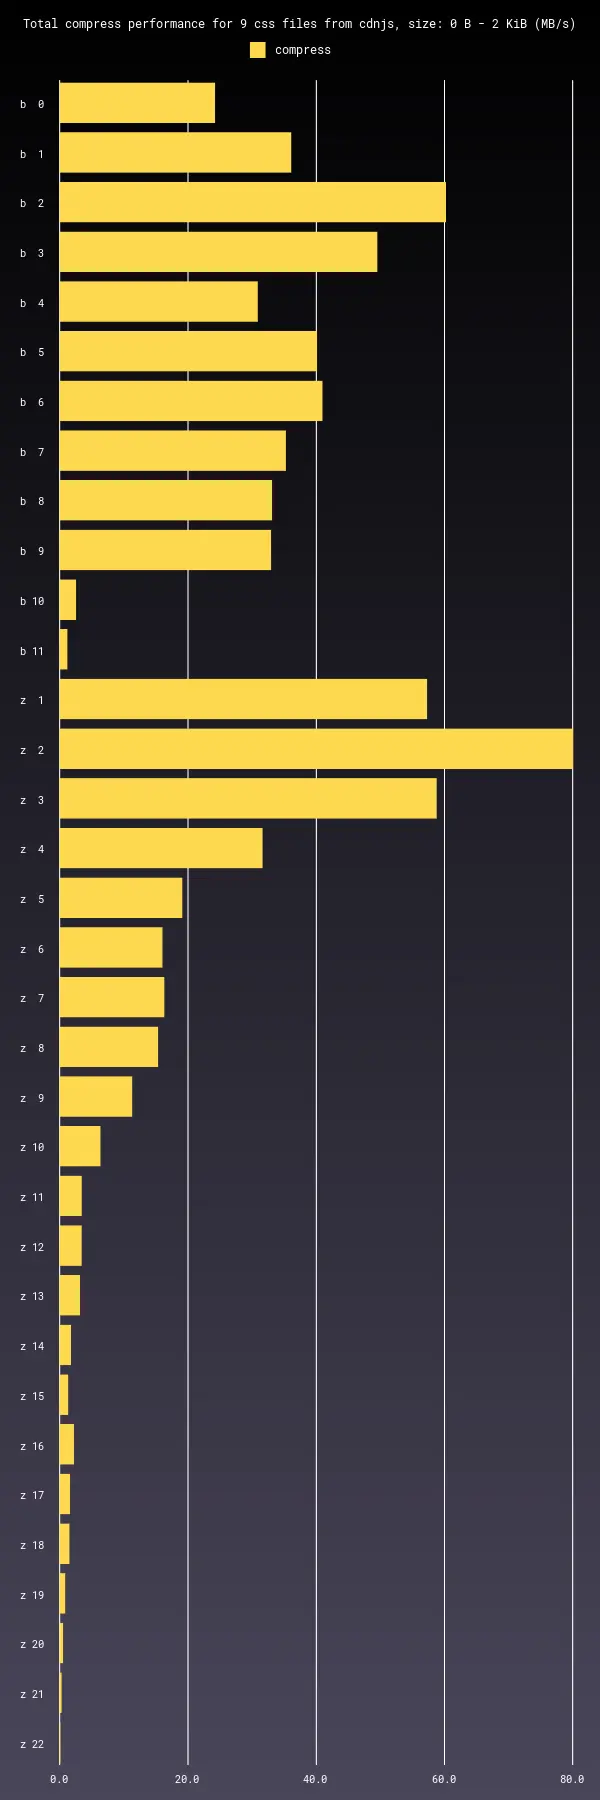 Total compress performance for 9 css files from cdnjs, size: 0 B - 2 KiB (MB/s)
compress
b 0
b 1
b 2
b 3
b 4
b 5
b 6
b 7
b 8
b 9
b 10
b 11
z 1
z 2
z 3
z 4
z 5
z 6
z 7
z 8
z 9
z 10
z 11
z 12
z 13
z 14
z 15
z 16
z 17
z 18
z 19
z 20
z 21
z 22
0.0 20.0 40.0 60.0 80.0